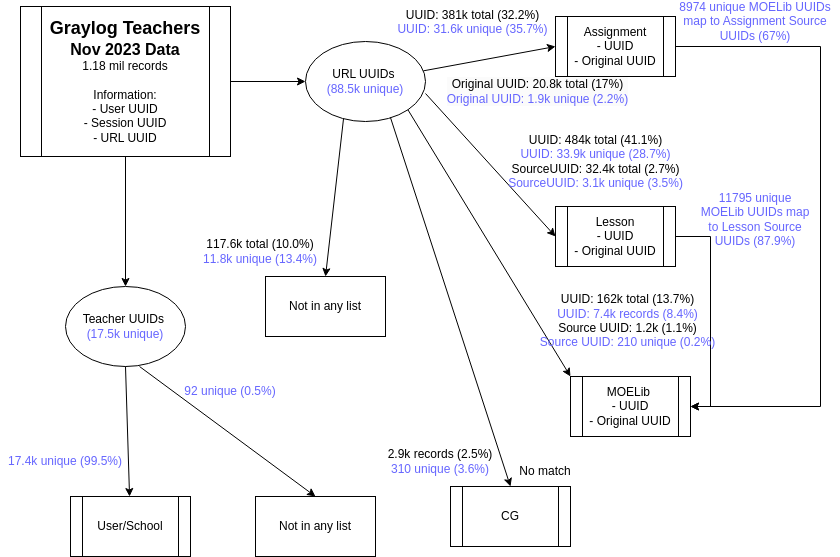 Graylog Teachers
Nov 2023 Data
1.18 mil records
Information:
- User UUID
- Session UUID
- URL UUID
URL UUIDs
(88.5k unique)
UUID: 381k total (32.2%)
UUID: 31.6k unique (35.7%)
Assignment
- UUID
- Original UUID
8974 unique MOELib UUIDs
map to Assignment Source
UUIDs (67%)
Original UUID: 20.8k total (17%)
Original UUID: 1.9k unique (2.2%)
UUID: 484k total (41.1%)
UUID: 33.9k unique (28.7%)
SourceUUID: 32.4k total (2.7%)
SourceUUID: 3.1k unique (3.5%)
Lesson
- UUID
- Original UUID
11795 unique
MOELib UUIDs map
to Lesson Source
UUIDs (87.9%)
117.6k total (10.0%)
11.8k unique (13.4%)
Not in any list
UUID: 162k total (13.7%)
UUID: 7.4k records (8.4%)
Source UUID: 1.2k (1.1%)
Source UUID: 210 unique (0.2%)
MOELib
- UUID
- Original UUID
Teacher UUIDs
(17.5k unique)
92 unique (0.5%)
17.4k unique (99.5%)
2.9k records (2.5%)
310 unique (3.6%)
No match
User/School
Not in any list
CG